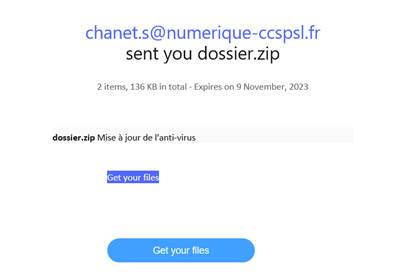 chanet.s@numerique-ccspsl.fr
sent you dossier.zip
2 items, 136 KB in total - Expires on 9 November, 2023
dossier.zip Mise à jour de l'anti-virus
Get your files
Get your files